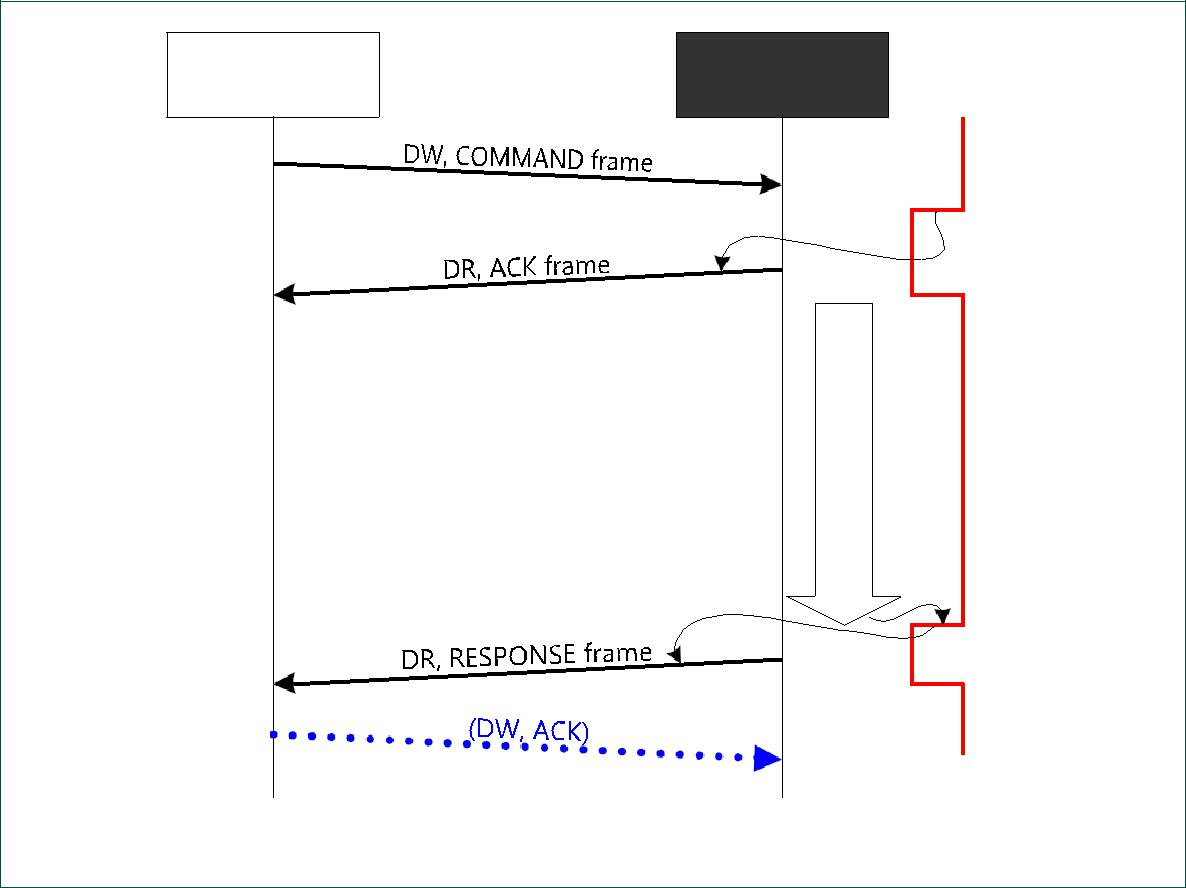 DW, COMMAND frame
DR, ACK frame
DR, RESPONSE frame
(DW, ACK)